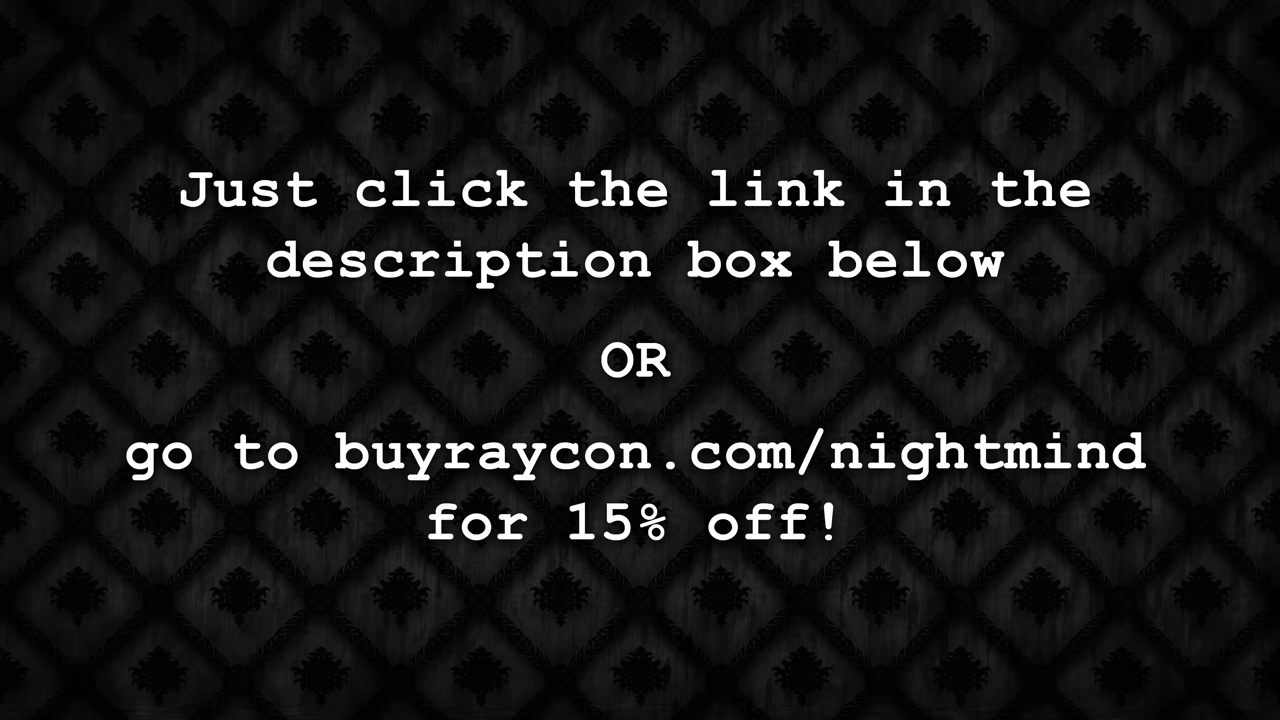 Just click the link in the
description box below
OR
go to buyraycon.com/nightmind
for 15% off!